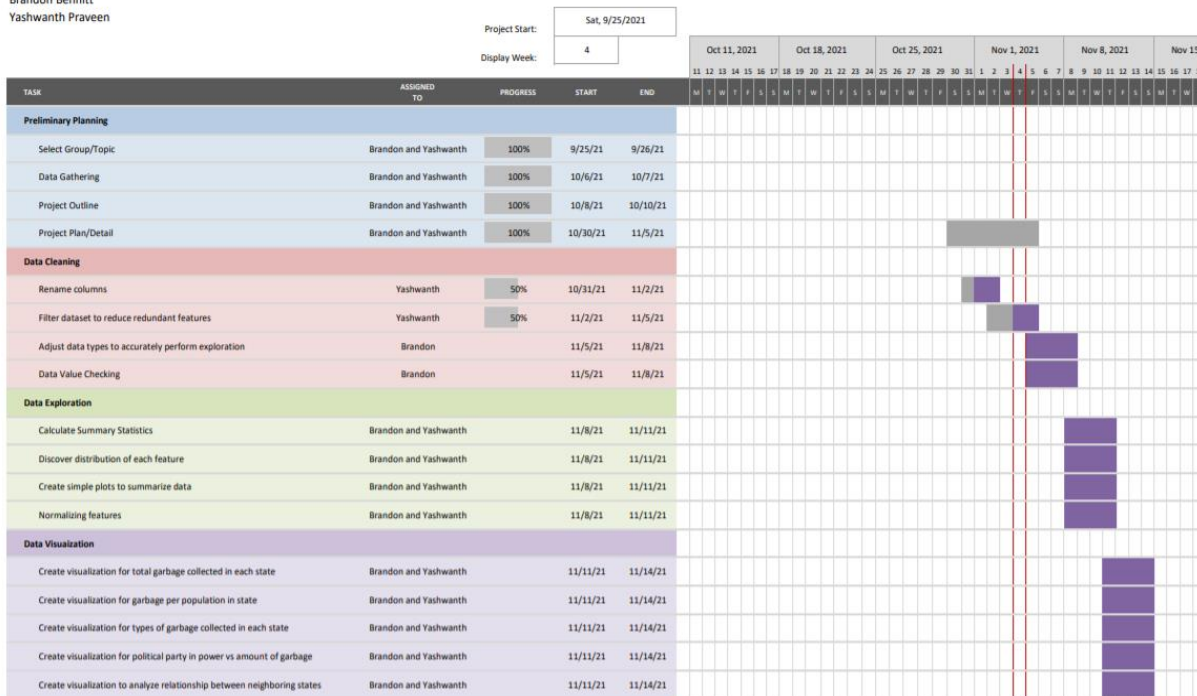 Brandon Bennitt
Yashwanth Praveen
Project Start: Sat, 9/25/2021
Display Week: 4
Oct 11, 2021 Oct 18, 2021 Oct 25, 2021 Nov 1, 2021 Nov 8, 2021 Nov 15
11 12 13 14 15 16 17 18 19 20 21 22 23 24 25 26 27 28 29 30 31 1 2 3 4 5 6 7 8 9 10 11 12 13 14 15 16 17
TASK ASSIGNED TO PROGRESS START END M T W T F S S M T W T F S S M T W T F S S M T W T F S S M T W T F S S M T W
Preliminary Planning
Select Group/Topic Brandon and Yashwanth 100% 9/25/21 9/26/21
Data Gathering Brandon and Yashwanth 100% 10/6/21 10/7/21
Project Outline Brandon and Yashwanth 100% 10/8/21 10/10/21
Project Plan/Detail Brandon and Yashwanth 100% 10/30/21 11/5/21
Data Cleaning
Rename columns Yashwanth 50% 10/31/21 11/2/21
Filter dataset to reduce redundant features Yashwanth 50% 11/2/21 11/5/21
Adjust data types to accurately perform exploration Brandon 11/5/21 11/8/21
Data Value Checking Brandon 11/5/21 11/8/21
Data Exploration
Calculate Summary Statistics Brandon and Yashwanth 11/8/21 11/11/21
Discover distribution of each feature Brandon and Yashwanth 11/8/21 11/11/21
Create simple plots to summarize data Brandon and Yashwanth 11/8/21 11/11/21
Normalizing features Brandon and Yashwanth 11/8/21 11/11/21
Data Visuaization
Create visualization for total garbage collected in each state Brandon and Yashwanth 11/11/21 11/14/21
Create visualization for garbage per population in state Brandon and Yashwanth 11/11/21 11/14/21
Create visualization for types of garbage collected in each state Brandon and Yashwanth 11/11/21 11/14/21
Create visualization for political party in power vs amount of garbage Brandon and Yashwanth 11/11/21 11/14/21
Create visualization to analyze relationship between neighboring states Brandon and Yashwanth 11/11/21 11/14/21